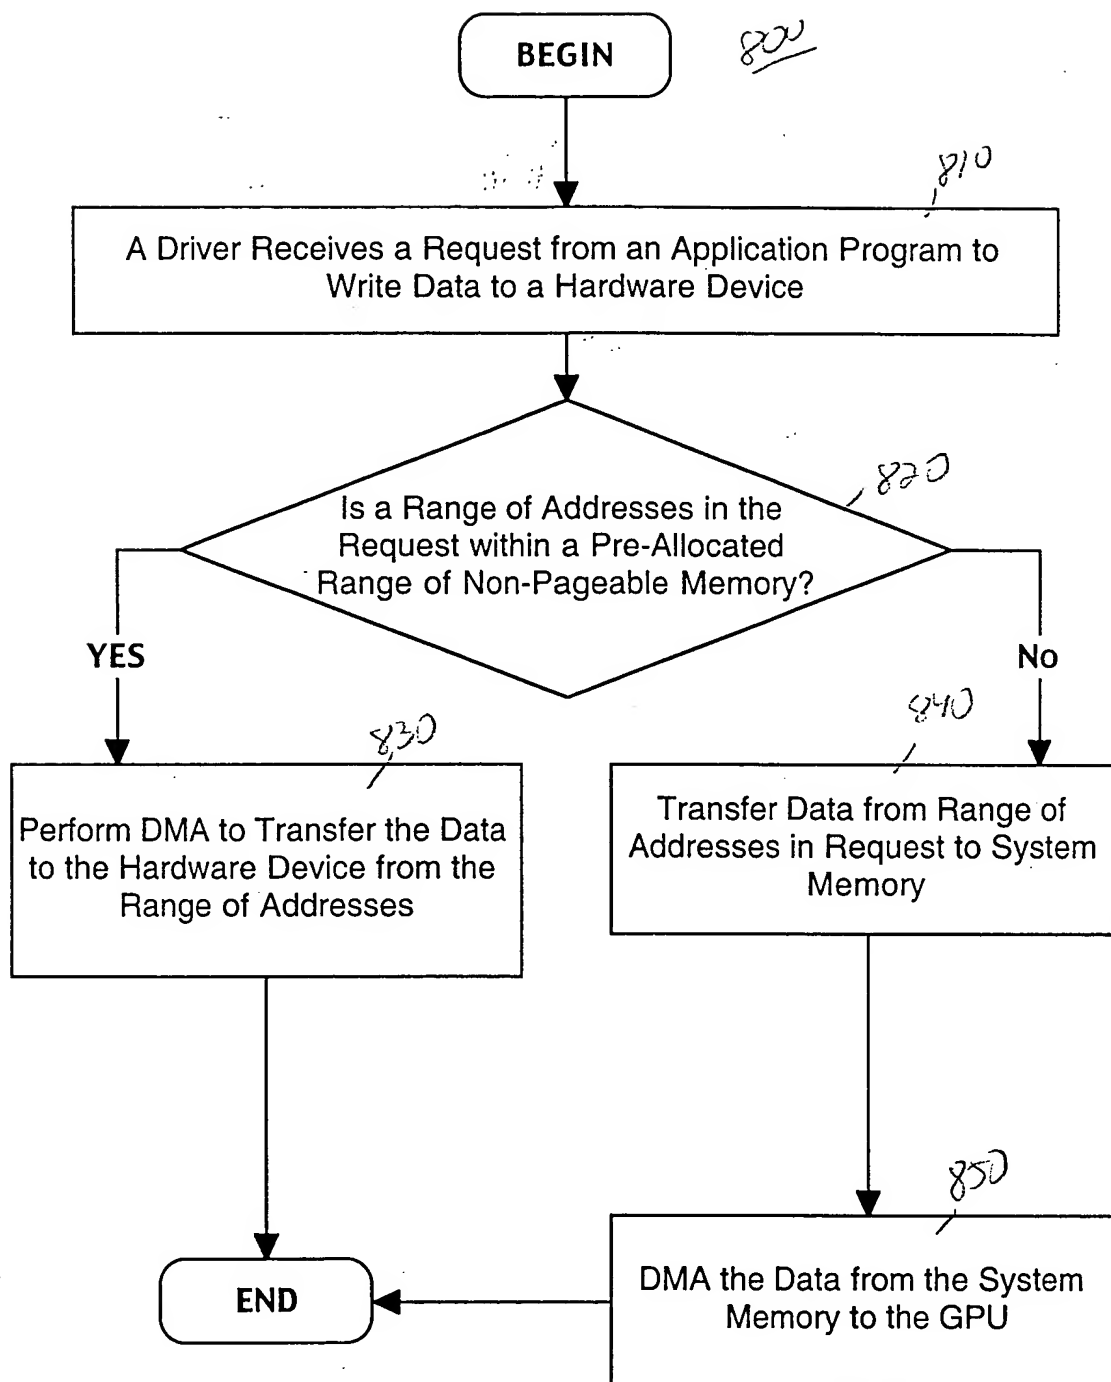 BEGIN
800
810
A Driver Receives a Request from an Application Program to
Write Data to a Hardware Device
820
Is a Range of Addresses in the
Request within a Pre-Allocated
Range of Non-Pageable Memory?
YES
No
830
840
Perform DMA to Transfer the Data
to the Hardware Device from the
Range of Addresses
Transfer Data from Range of
Addresses in Request to System
Memory
850
DMA the Data from the System
Memory to the GPU
END